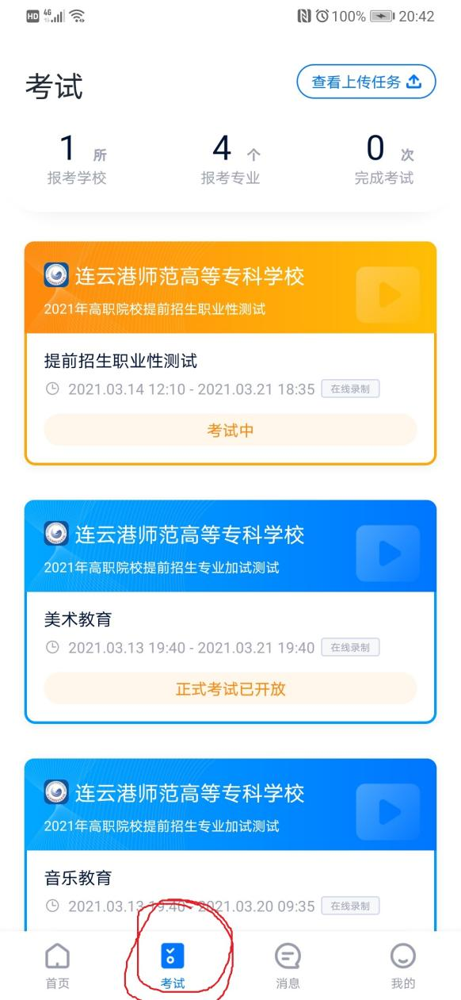 HD 4G 100% 20:42
考试
查看上传任务
1 所 4 个 0 次
报考学校 报考专业 完成考试
连云港师范高等专科学校
2021年高职院校提前招生职业性测试
提前招生职业性测试
2021.03.14 12:10 - 2021.03.21 18:35 在线录制
考试中
连云港师范高等专科学校
2021年高职院校提前招生专业加试测试
美术教育
2021.03.13 19:40 - 2021.03.21 19:40 在线录制
正式考试已开放
连云港师范高等专科学校
2021年高职院校提前招生专业加试测试
音乐教育
2021.03.13 19:40 - 2021.03.20 09:35 在线录制
首页 考试 消息 我的